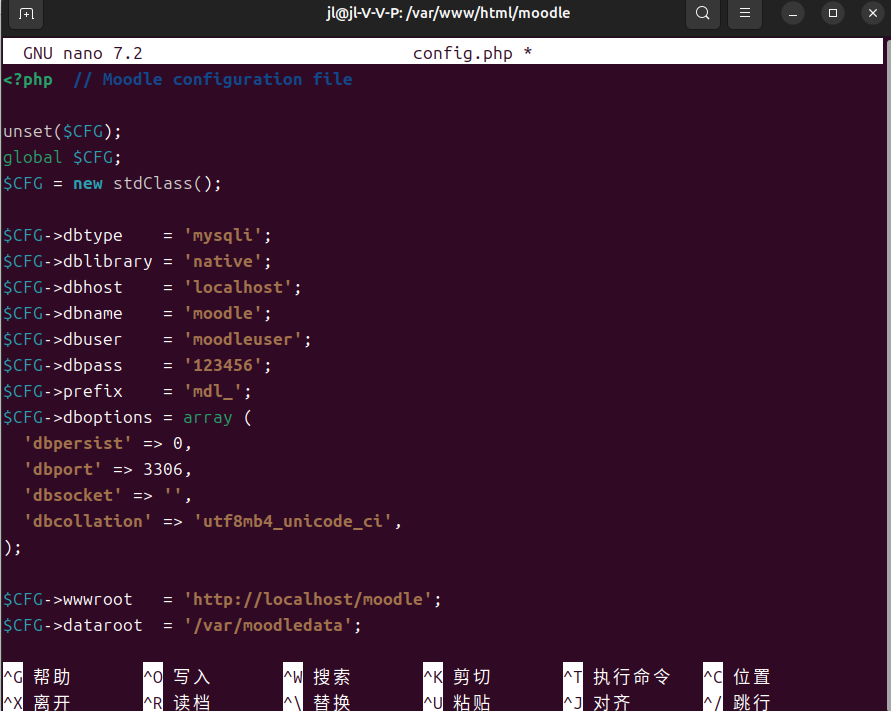 jl@jl-V-V-P: /var/www/html/moodle
GNU nano 7.2 config.php *
<?php  // Moodle configuration file
unset($CFG);
global $CFG;
$CFG = new stdClass();
$CFG->dbtype    = 'mysqli';
$CFG->dblibrary = 'native';
$CFG->dbhost    = 'localhost';
$CFG->dbname    = 'moodle';
$CFG->dbuser    = 'moodleuser';
$CFG->dbpass    = '123456';
$CFG->prefix    = 'mdl_';
$CFG->dboptions = array (
  'dbpersist' => 0,
  'dbport' => 3306,
  'dbsocket' => '',
  'dbcollation' => 'utf8mb4_unicode_ci',
);
$CFG->wwwroot   = 'http://localhost/moodle';
$CFG->dataroot  = '/var/moodledata';
^G 帮助 ^O 写入 ^W 搜索 ^K 剪切 ^T 执行命令 ^C 位置
^X 离开 ^R 读档 ^\ 替换 ^U 粘贴 ^J 对齐 ^/ 跳行